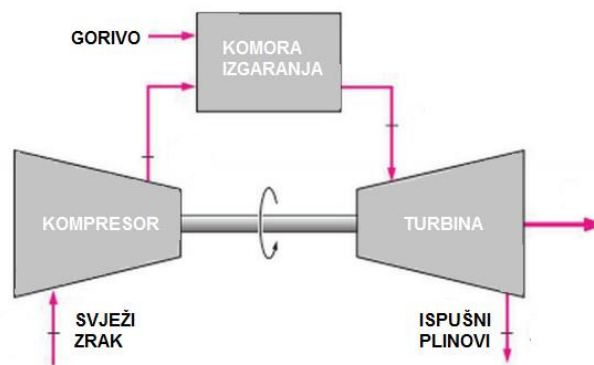 GORIVO
KOMORA
IZGARANJA
KOMPRESOR
TURBINA
SVJEŽI
ZRAK
ISPUŠNI
PLINOVI